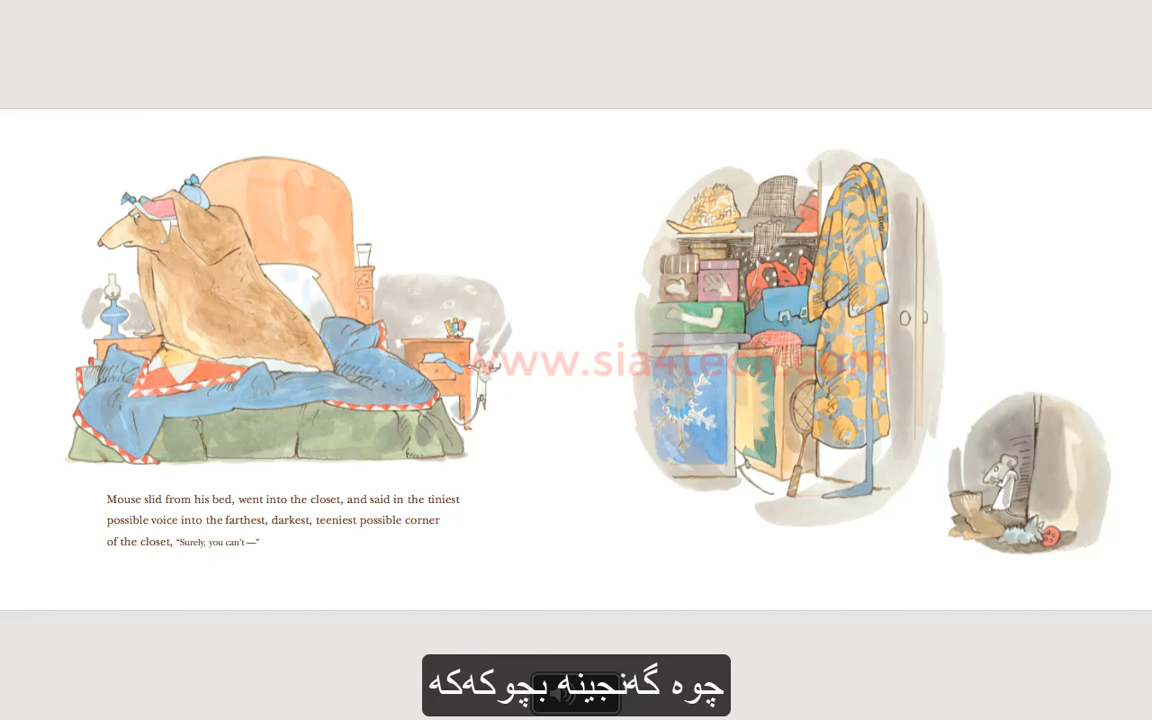 Mouse slid from his bed, went into the closet, and said in the tiniest
possible voice into the farthest, darkest, teeniest possible corner
of the closet, “Surely, you can’t —”
www.sia4tech.com
چوە گەنجینە بچوکەکە